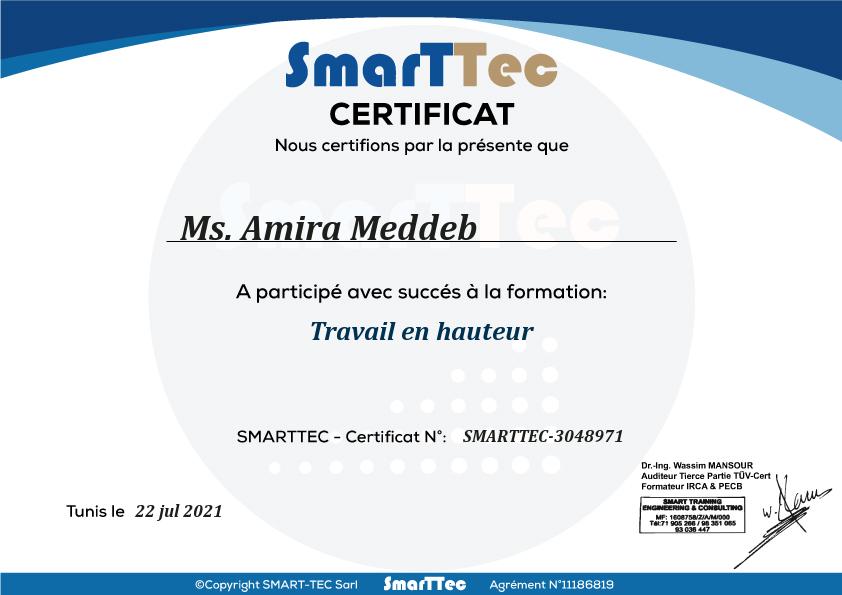 SmarTTec
CERTIFICAT
Nous certifions par la présente que
Ms. Amira Meddeb
A participé avec succés à la formation:
Travail en hauteur
SMARTTEC - Certificat N°: SMARTTEC-3048971
Dr.-Ing. Wassim MANSOUR
Auditeur Tierce Partie TÜV-Cert
Formateur IRCA & PECB
SMART TRAINING
ENGINEERING & CONSULTING
MF: 1608758/Z/A/M/000
Tél:71 905 266 / 98 351 065
93 036 447
Tunis le 22 jul 2021
©Copyright SMART-TEC Sarl SmarTTec Agrément N°11186819